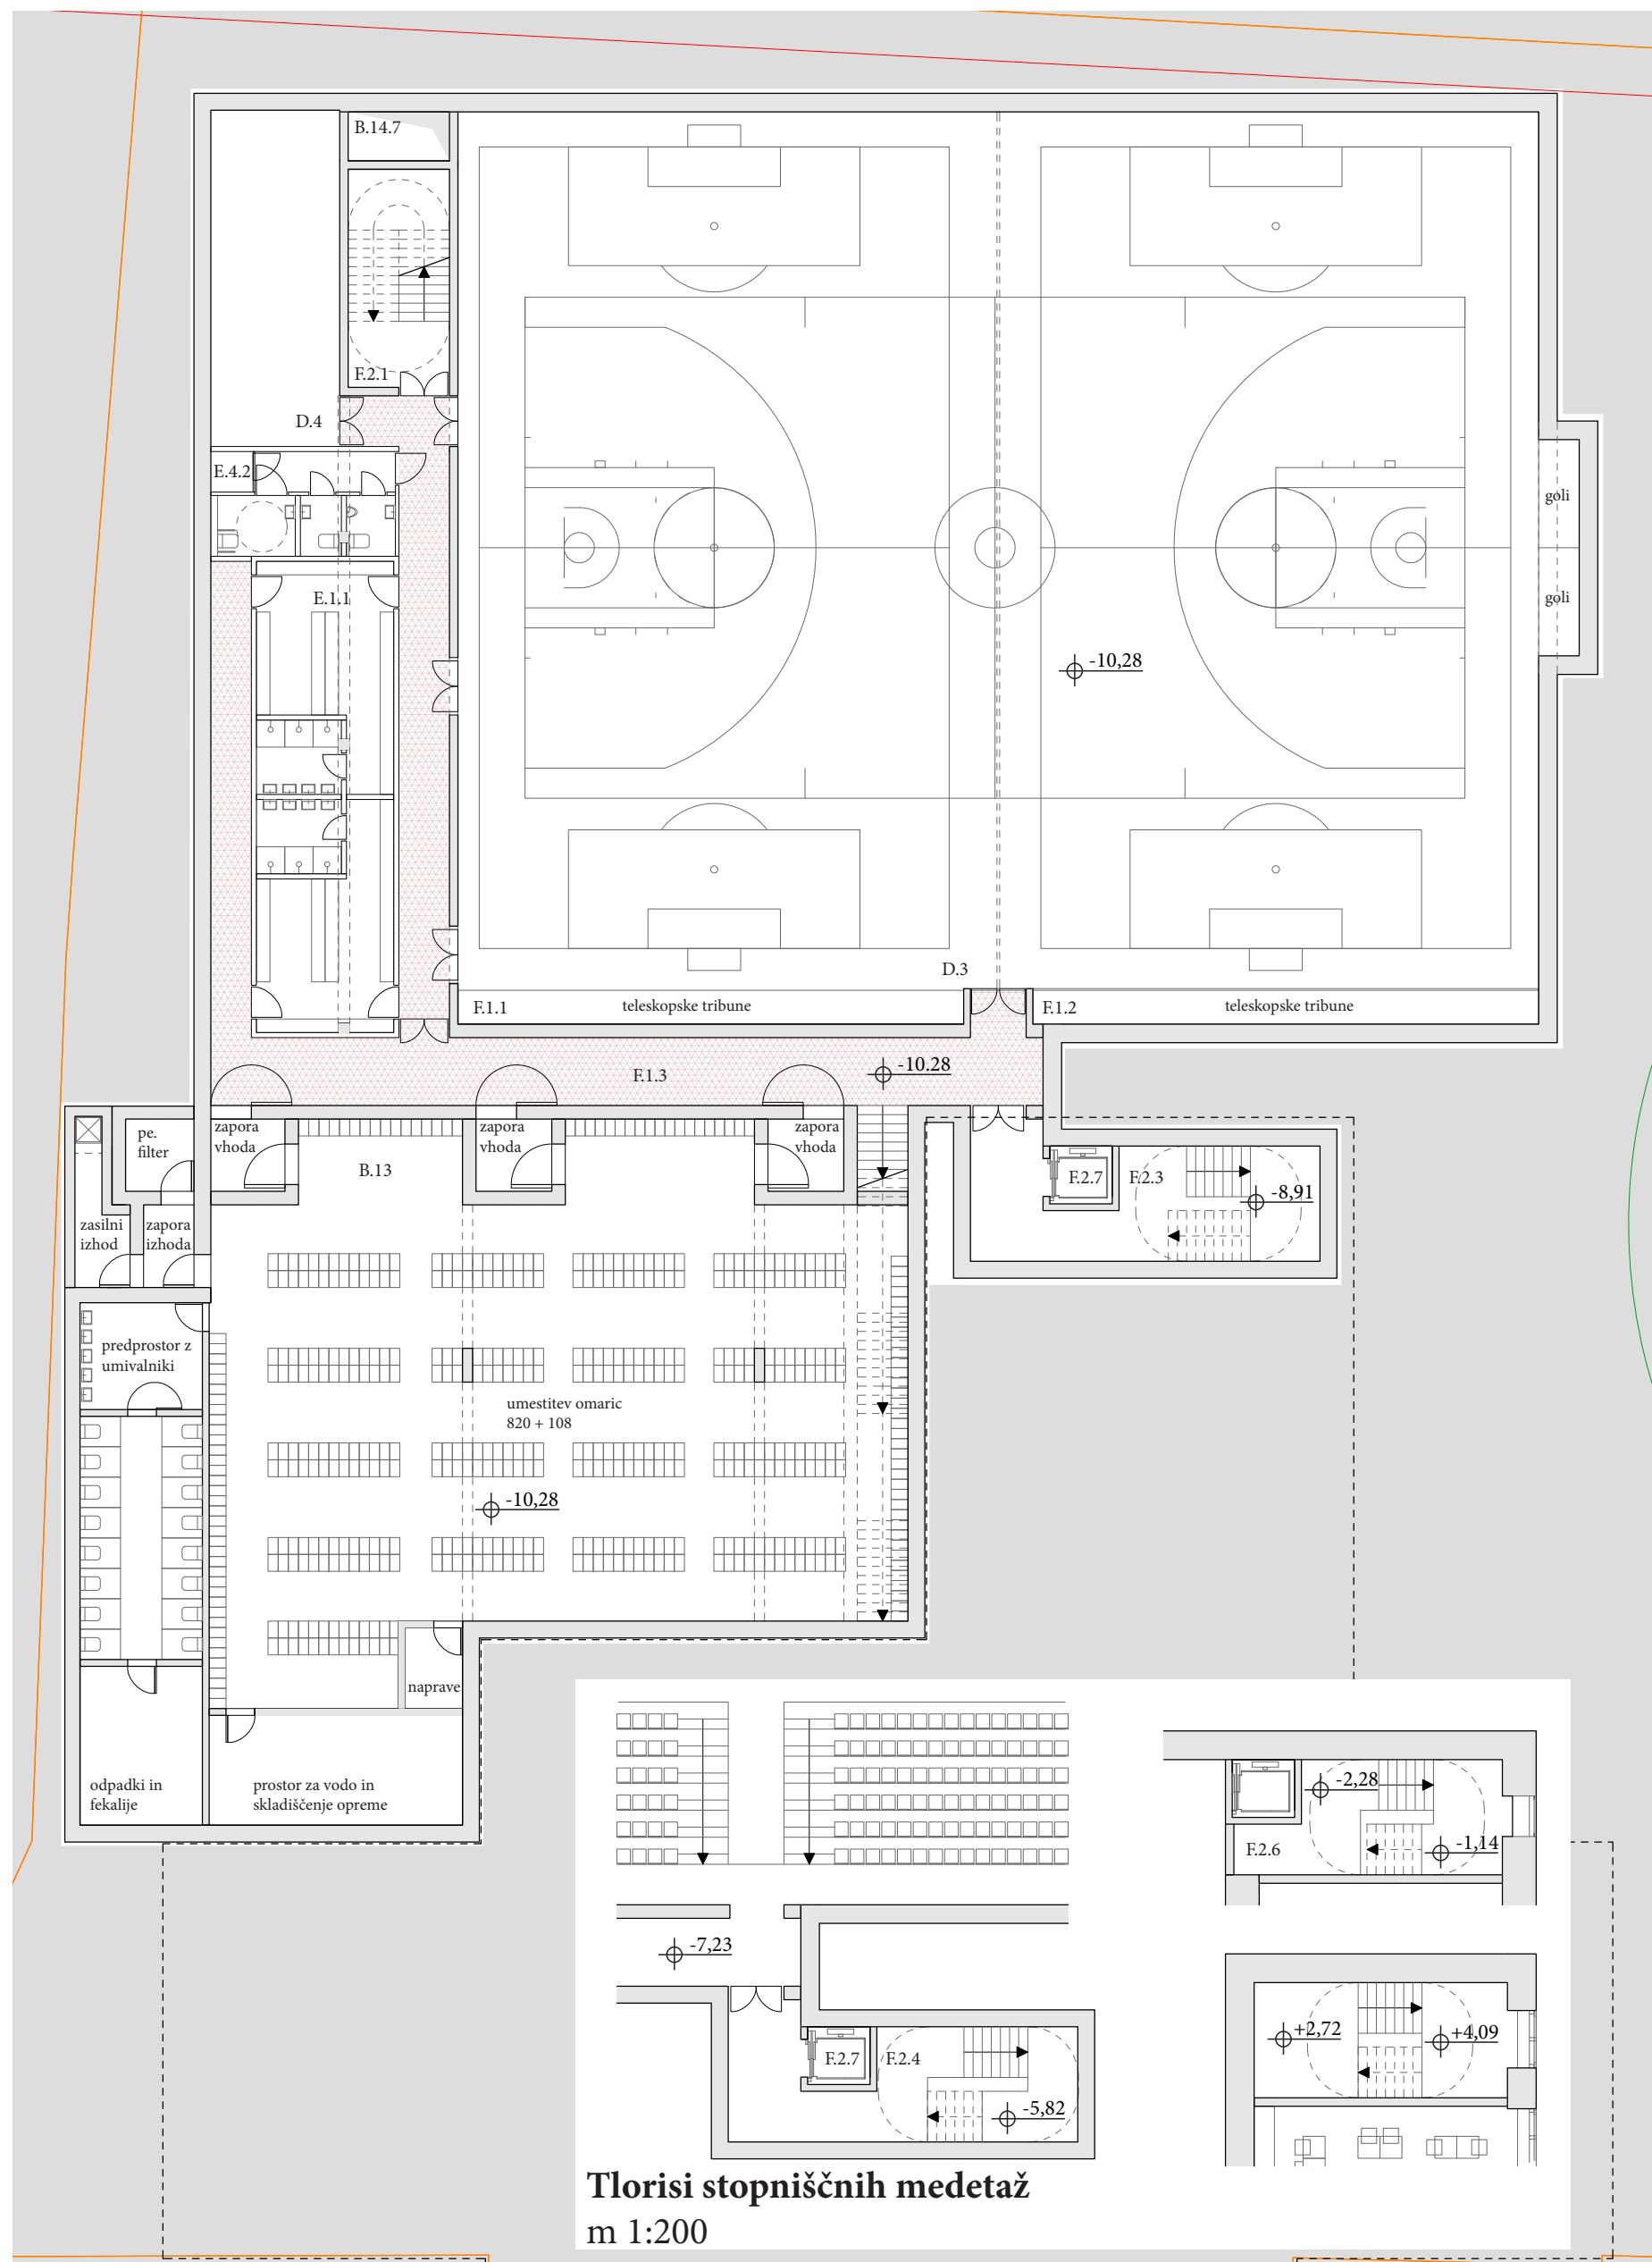 B.14.7
F.2.1
D.4
E.4.2
goli
E.1.1
goli
-10,28
D.3
F.1.1
teleskopske tribune
F.1.2
teleskopske tribune
-10.28
F.1.3
zapora
vhoda
zapora
vhoda
zapora
vhoda
pe.
filter
B.13
F.2.7
F.2.3
-8,91
zasilni
izhod
zapora
izhoda
predprostor z
umivalniki
umestitev omaric
820 + 108
-10,28
naprave
odpadki in
fekalije
prostor za vodo in
skladiščenje opreme
-2,28
F.2.6
-1,14
-7,23
F.2.7
F.2.4
-5,82
+2,72
+4,09
Tlorisi stopniščnih medetaž
m 1:200